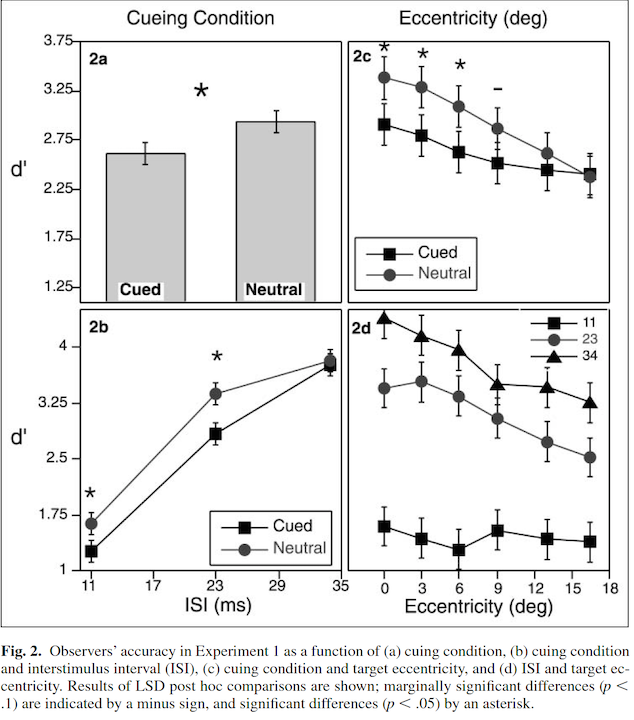 Cueing Condition
Eccentricity (deg)
3.75
3.25
2.75
2.25
1.75
1.25
d'
2a
*
Cued
Neutral
2c
*
*
*
–
Cued
Neutral
4
3.25
2.5
1.75
1
d'
2b
*
*
Cued
Neutral
11 17 23 29 35
ISI (ms)
2d
11
23
34
0 3 6 9 12 15 18
Eccentricity (deg)
Fig. 2. Observers’ accuracy in Experiment 1 as a function of (a) cuing condition, (b) cuing condition
and interstimulus interval (ISI), (c) cuing condition and target eccentricity, and (d) ISI and target ec-
centricity. Results of LSD post hoc comparisons are shown; marginally significant differences (p <
.1) are indicated by a minus sign, and significant differences (p < .05) by an asterisk.